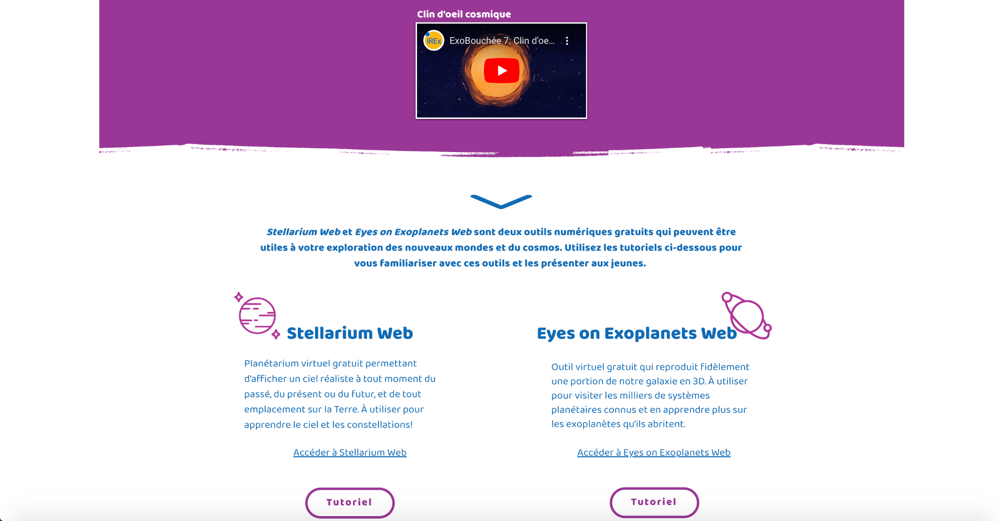 Clin d'oeil cosmique
iREx
ExoBouchée 7: Clin d'oe...
Stellarium Web et Eyes on Exoplanets Web sont deux outils numériques gratuits qui peuvent être
utiles à votre exploration des nouveaux mondes et du cosmos. Utilisez les tutoriels ci-dessous pour
vous familiariser avec ces outils et les présenter aux jeunes.
Stellarium Web
Planétarium virtuel gratuit permettant
d'afficher un ciel réaliste à tout moment du
passé, du présent ou du futur, et de tout
emplacement sur la Terre. À utiliser pour
apprendre le ciel et les constellations!
Accéder à Stellarium Web
Tutoriel
Eyes on Exoplanets Web
Outil virtuel gratuit qui reproduit fidèlement
une portion de notre galaxie en 3D. À utiliser
pour visiter les milliers de systèmes
planétaires connus et en apprendre plus sur
les exoplanètes qu’ils abritent.
Accéder à Eyes on Exoplanets Web
Tutoriel